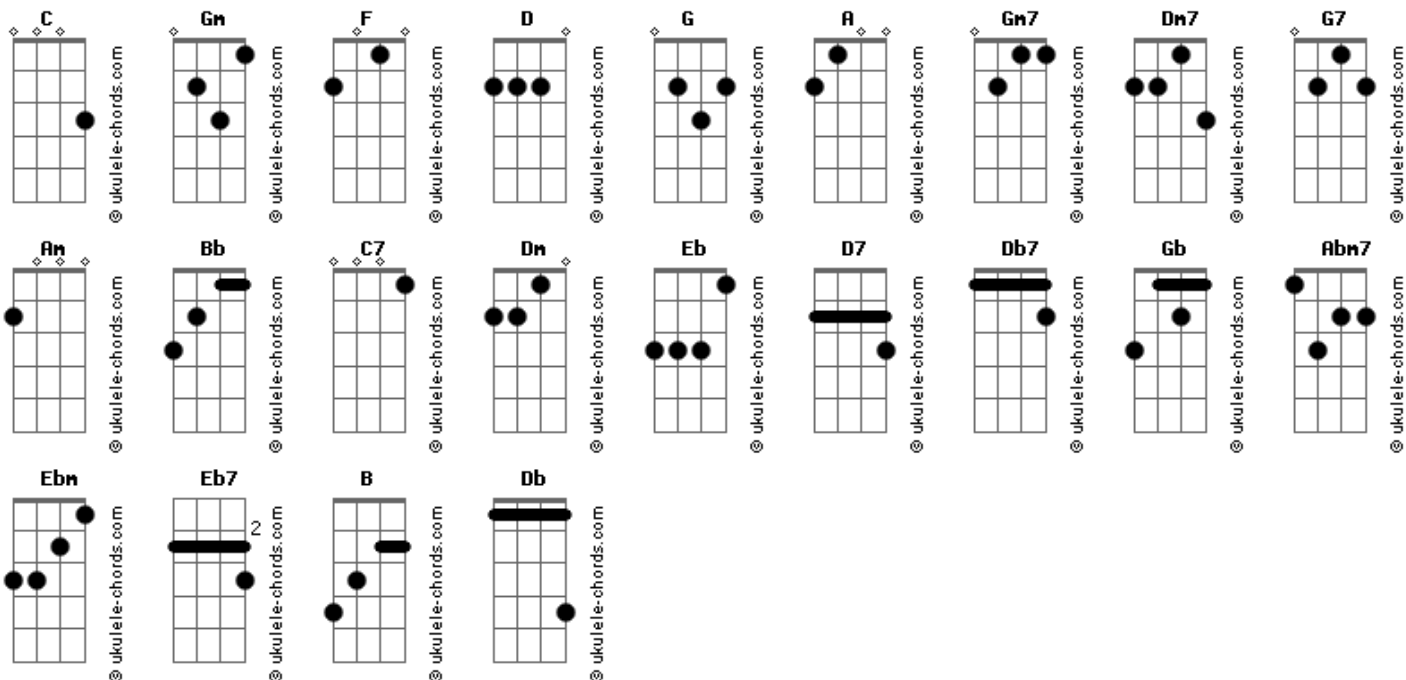 C Gm F D G A Gm7 Dm7 G7
© ukulele-chords.com © ukulele-chords.com © ukulele-chords.com © ukulele-chords.com © ukulele-chords.com © ukulele-chords.com © ukulele-chords.com © ukulele-chords.com © ukulele-chords.com
Am Bb C7 Dm Eb D7 Db7 Gb Abm7
© ukulele-chords.com © ukulele-chords.com © ukulele-chords.com © ukulele-chords.com © ukulele-chords.com © ukulele-chords.com © ukulele-chords.com © ukulele-chords.com © ukulele-chords.com
Ebm Eb7 B Db
2
© ukulele-chords.com © ukulele-chords.com © ukulele-chords.com © ukulele-chords.com